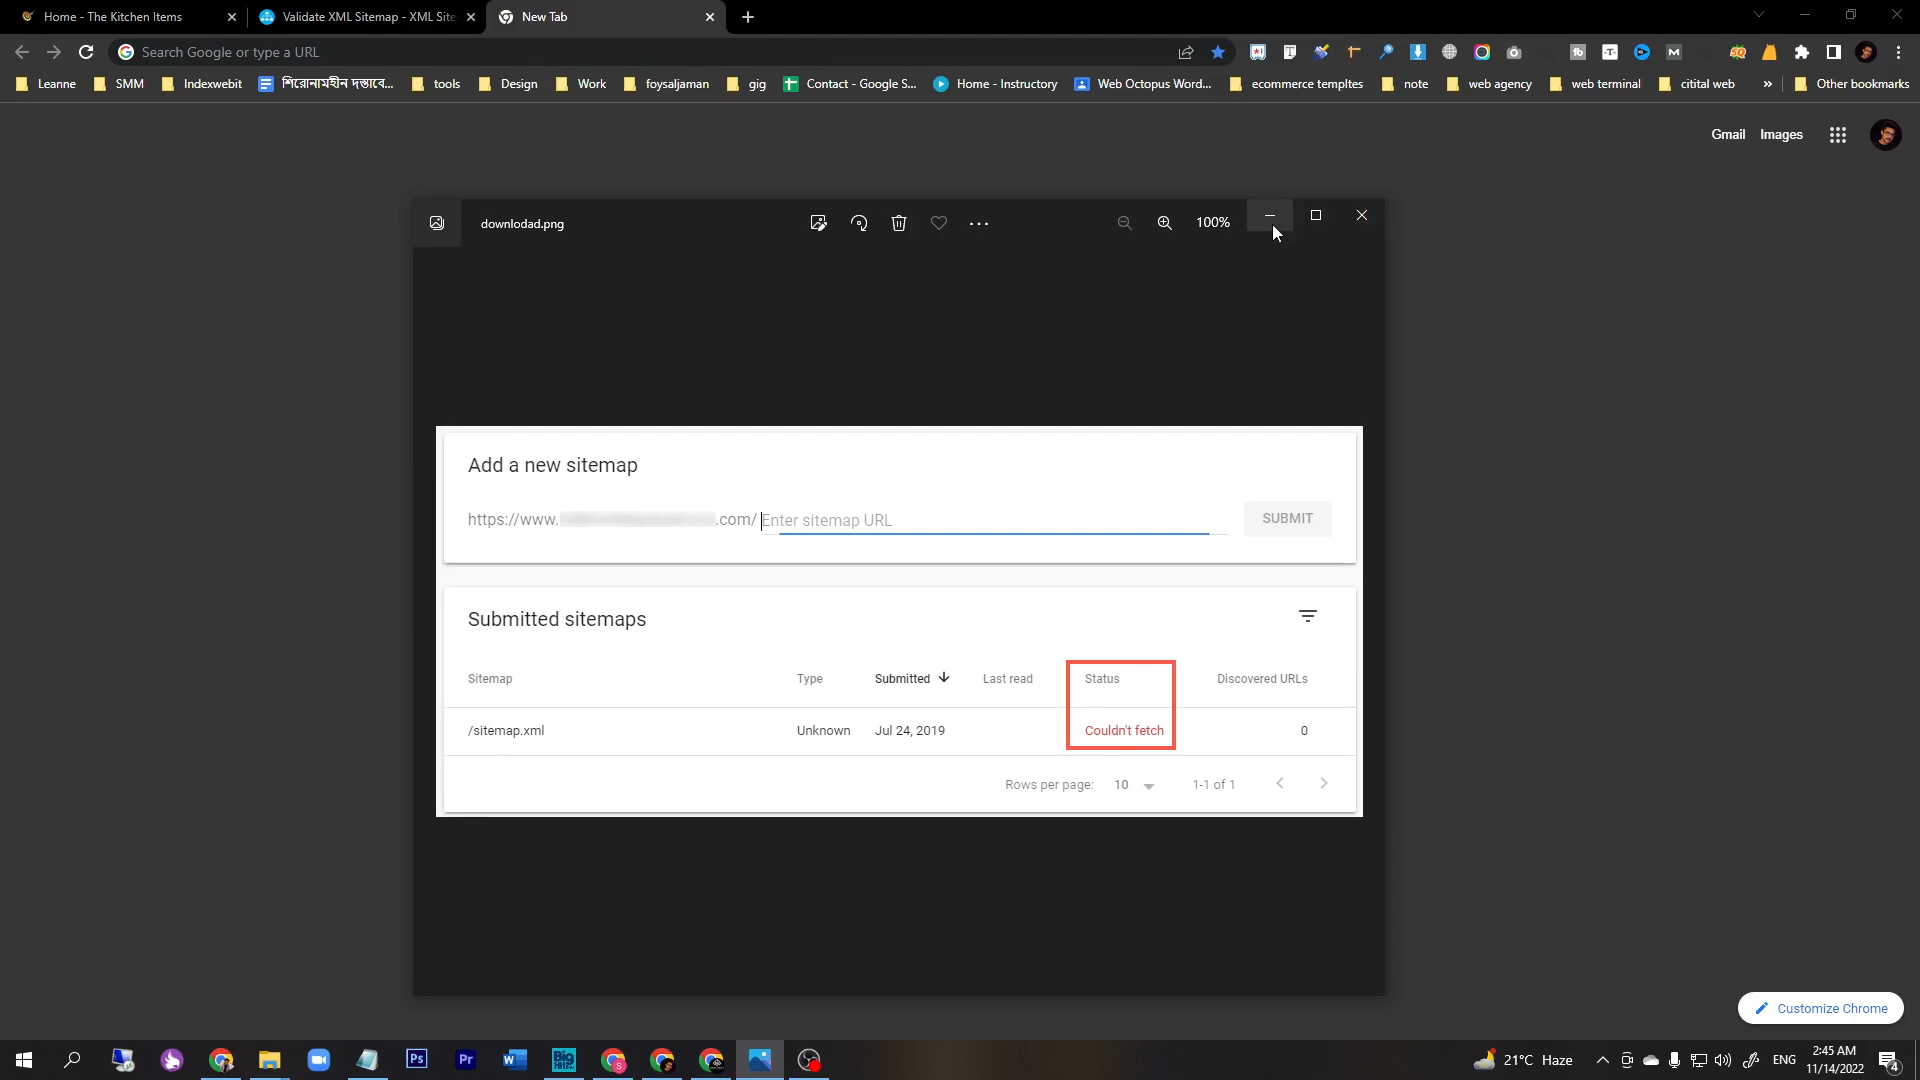 Home - The Kitchen Items
Validate XML Sitemap - XML Site
New Tab
Search Google or type a URL
Leanne
SMM
Indexwebit
শিরোনামহীন দস্তাবে...
tools
Design
Work
foysaljaman
gig
Contact - Google S...
Home - Instructory
Web Octopus Word...
ecommerce templtes
note
web agency
web terminal
citital web
»
Other bookmarks
Gmail
Images
downlodad.png
100%
Add a new sitemap
https://www.
.com/
Enter sitemap URL
SUBMIT
Submitted sitemaps
Sitemap
Type
Submitted
Last read
Status
Discovered URLs
/sitemap.xml
Unknown
Jul 24, 2019
Couldn't fetch
0
Rows per page:
10
1-1 of 1
Customize Chrome
21°C Haze
ENG
2:45 AM
11/14/2022
4